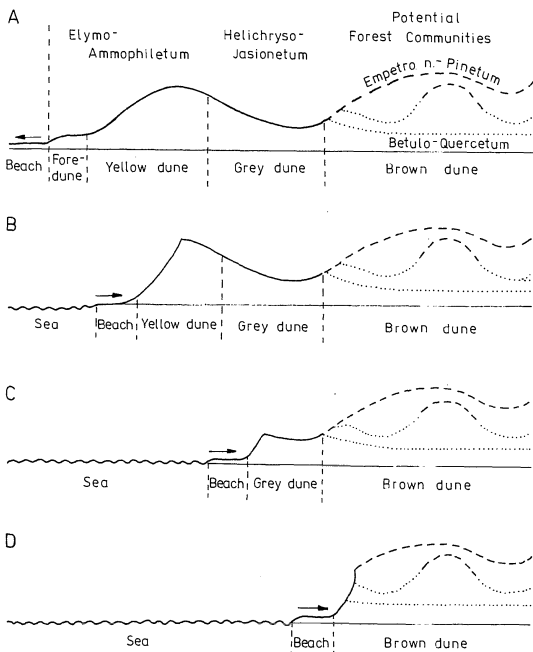 A
Elymo-
Ammophiletum
Helichryso-
Jasionetum
Potential
Forest Communities
Empetro n.- Pinetum
Betulo-Quercetum
Beach
Fore-
dune
Yellow dune
Grey dune
Brown dune
B
Sea
Beach
Yellow dune
Grey dune
Brown dune
C
Sea
Beach
Grey dune
Brown dune
D
Sea
Beach
Brown dune